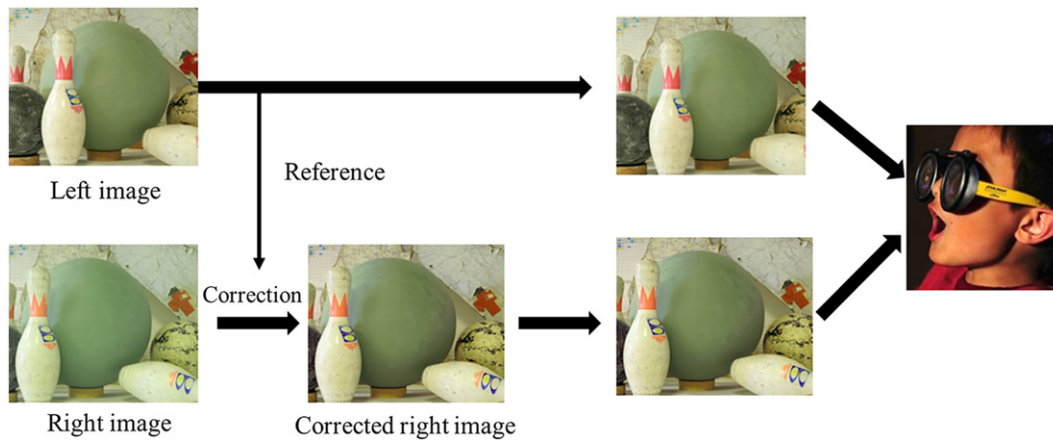 Left image
Reference
Correction
Right image
Corrected right image